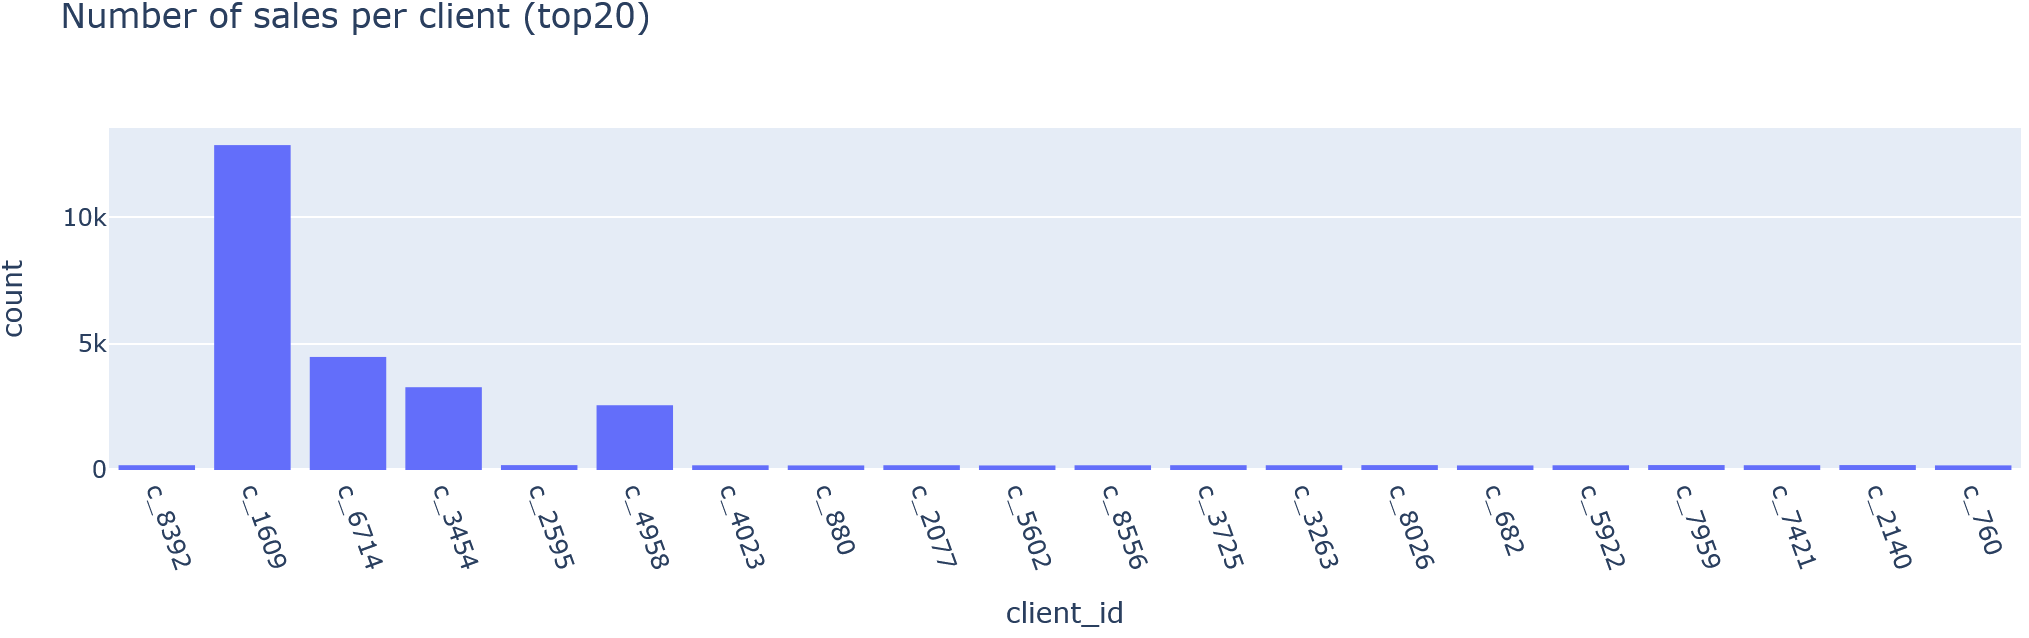 Number of sales per client (top20)
10k
5k
0
count
c_8392
c_1609
c_6714
c_3454
c_2595
c_4958
c_4023
c_880
c_2077
c_5602
c_8556
c_3725
c_3263
c_8026
c_682
c_5922
c_7959
c_7421
c_2140
c_760
client_id